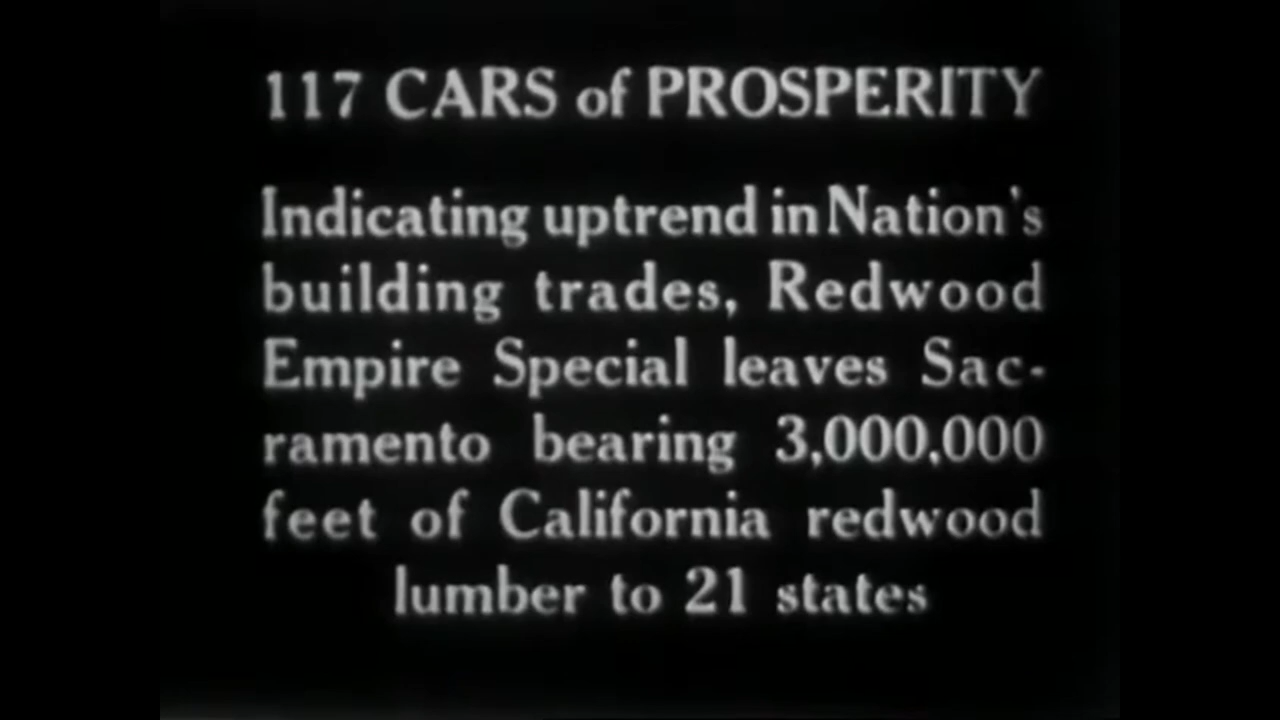 117 CARS of PROSPERITY
Indicating uptrend in Nation's
building trades, Redwood
Empire Special leaves Sac-
ramento bearing 3,000,000
feet of California redwood
lumber to 21 states